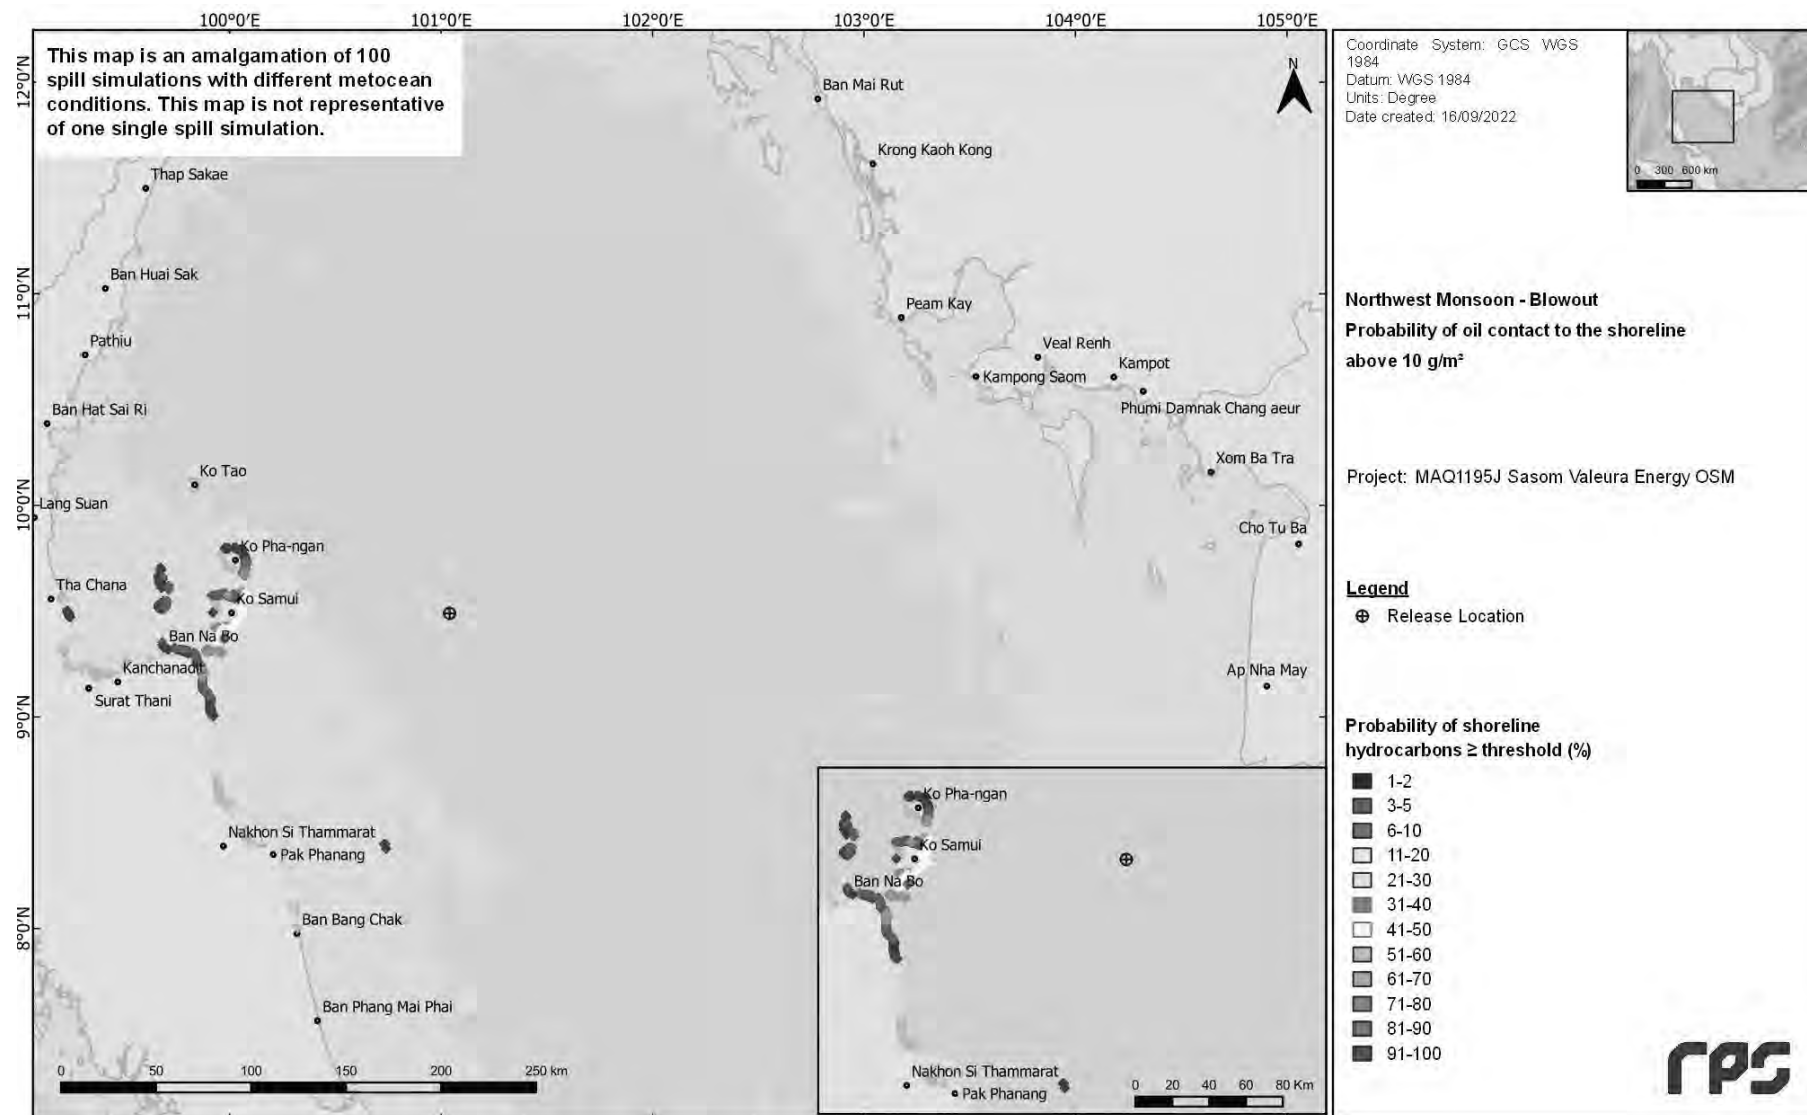 100°0'E
101°0'E
102°0'E
103°0'E
104°0'E
105°0'E
12°0'N
11°0'N
10°0'N
9°0'N
8°0'N
This map is an amalgamation of 100
spill simulations with different metocean
conditions. This map is not representative
of one single spill simulation.
N
Ban Mai Rut
Krong Kaoh Kong
Thap Sakae
Ban Huai Sak
Peam Kay
Pathiu
Veal Renh
Kampot
Kampong Saom
Ban Hat Sai Ri
Phumi Damnak Chang aeur
Xom Ba Tra
Ko Tao
Lang Suan
Cho Tu Ba
Ko Pha-ngan
Tha Chana
Ko Samui
Ban Na Bo
Kanchanadit
Surat Thani
Ap Nha May
Nakhon Si Thammarat
Pak Phanang
Ban Bang Chak
Ban Phang Mai Phai
0 50 100 150 200 250 km
Ko Pha-ngan
Ko Samui
Ban Na Bo
Nakhon Si Thammarat
Pak Phanang
0 20 40 60 80 Km
Coordinate System: GCS WGS
1984
Datum: WGS 1984
Units: Degree
Date created: 16/09/2022
0 300 600 km
Northwest Monsoon - Blowout
Probability of oil contact to the shoreline
above 10 g/m²
Project: MAQ1195J Sasom Valeura Energy OSM
Legend
Release Location
Probability of shoreline
hydrocarbons ≥ threshold (%)
1-2
3-5
6-10
11-20
21-30
31-40
41-50
51-60
61-70
71-80
81-90
91-100
rps